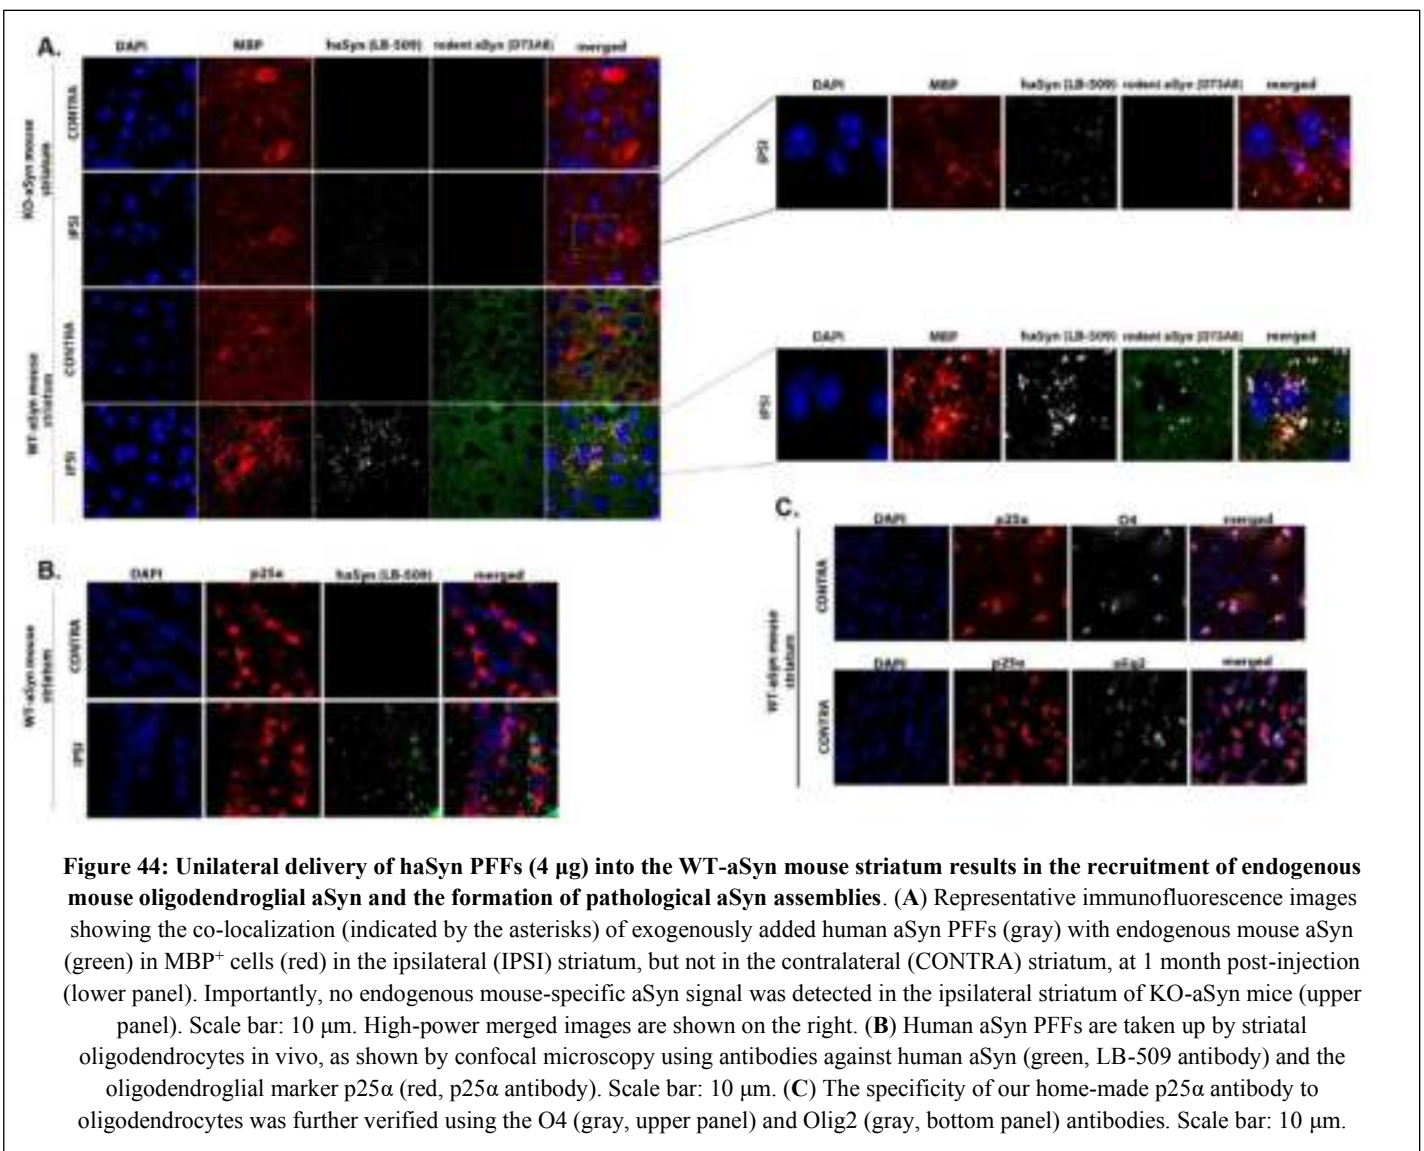 A.
DAPI MBP haSyn (LB-509) rodent aSyn (D73A8) merged
KO-aSyn mouse
striatum
CONTRA
IPSI
WT-aSyn mouse
striatum
CONTRA
IPSI
DAPI MBP haSyn (LB-509) rodent aSyn (D73A8) merged
IPSI
DAPI MBP haSyn (LB-509) rodent aSyn (D73A8) merged
IPSI
B.
DAPI p25α haSyn (LB-509) merged
WT-aSyn mouse
striatum
CONTRA
IPSI
C.
DAPI p25α O4 merged
WT-aSyn mouse
striatum
CONTRA
DAPI p25α olig2 merged
CONTRA
Figure 44: Unilateral delivery of haSyn PFFs (4 μg) into the WT-aSyn mouse striatum results in the recruitment of endogenous
mouse oligodendroglial aSyn and the formation of pathological aSyn assemblies. (A) Representative immunofluorescence images
showing the co-localization (indicated by the asterisks) of exogenously added human aSyn PFFs (gray) with endogenous mouse aSyn
(green) in MBP⁺ cells (red) in the ipsilateral (IPSI) striatum, but not in the contralateral (CONTRA) striatum, at 1 month post-injection
(lower panel). Importantly, no endogenous mouse-specific aSyn signal was detected in the ipsilateral striatum of KO-aSyn mice (upper
panel). Scale bar: 10 μm. High-power merged images are shown on the right. (B) Human aSyn PFFs are taken up by striatal
oligodendrocytes in vivo, as shown by confocal microscopy using antibodies against human aSyn (green, LB-509 antibody) and the
oligodendroglial marker p25α (red, p25α antibody). Scale bar: 10 μm. (C) The specificity of our home-made p25α antibody to
oligodendrocytes was further verified using the O4 (gray, upper panel) and Olig2 (gray, bottom panel) antibodies. Scale bar: 10 μm.